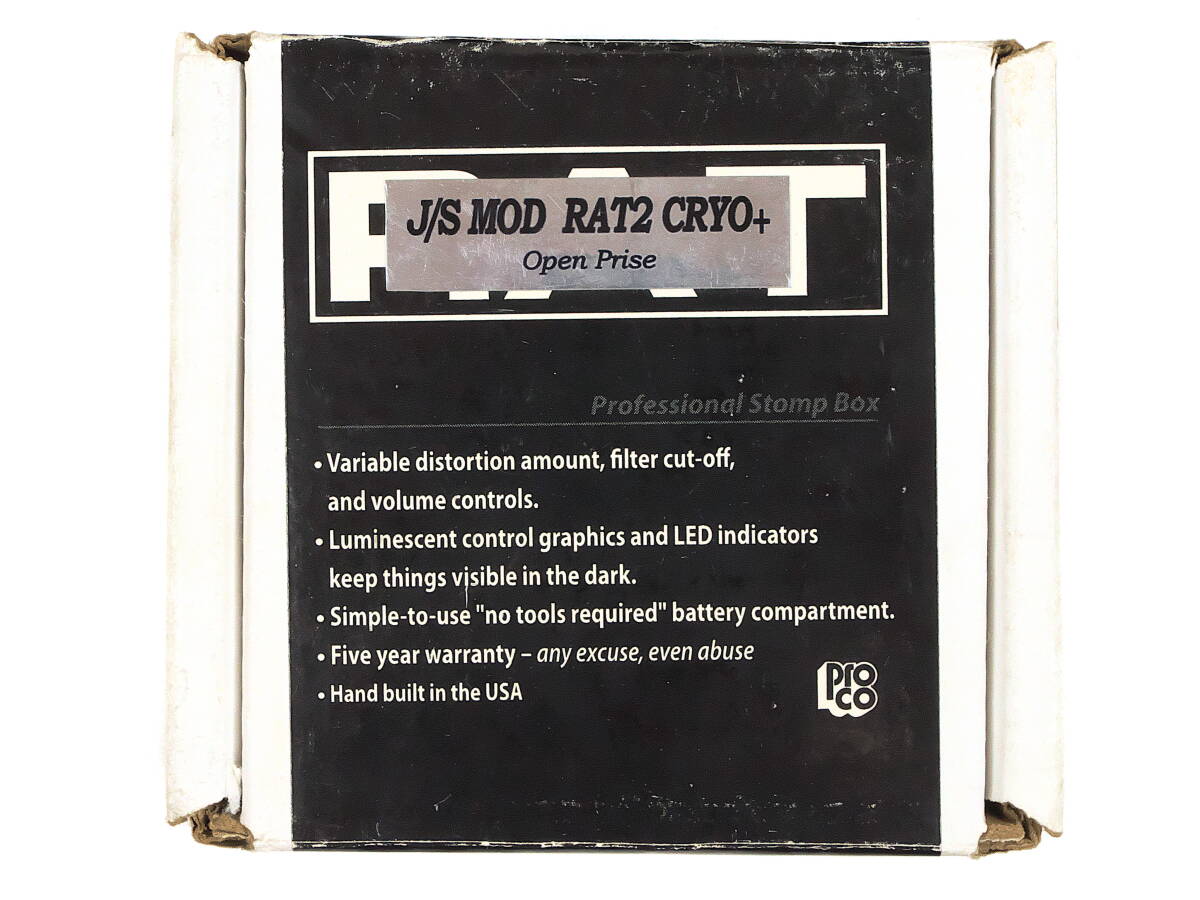 RAT
J/S MOD RAT2 CRYO+
Open Prise
Professional Stomp Box
• Variable distortion amount, filter cut-off,
and volume controls.
• Luminescent control graphics and LED indicators
keep things visible in the dark.
• Simple-to-use "no tools required" battery compartment.
• Five year warranty – any excuse, even abuse
• Hand built in the USA
proco